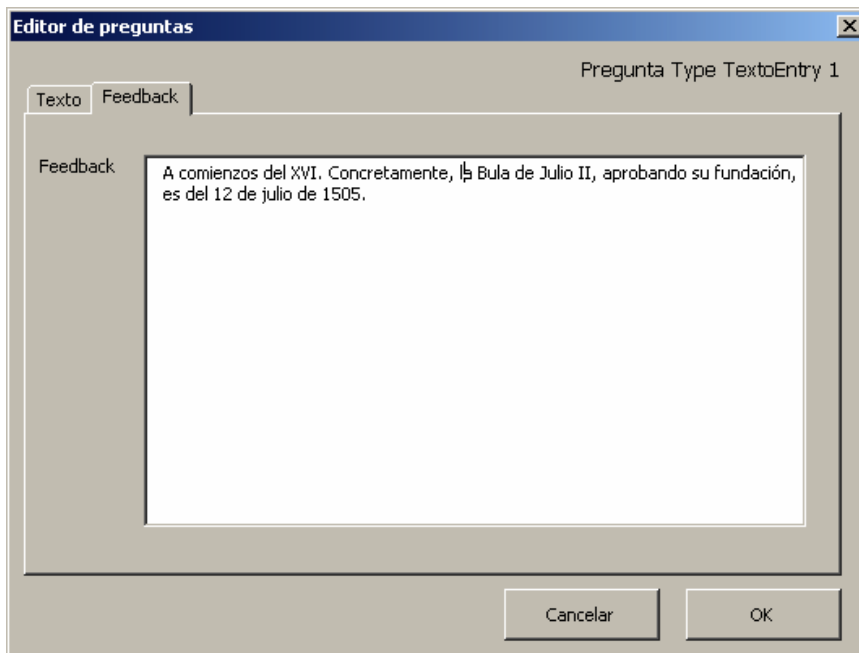 Editor de preguntas
Pregunta Type TextoEntry 1
Texto Feedback
Feedback
A comienzos del XVI. Concretamente, la Bula de Julio II, aprobando su fundación,
es del 12 de julio de 1505.
Cancelar OK